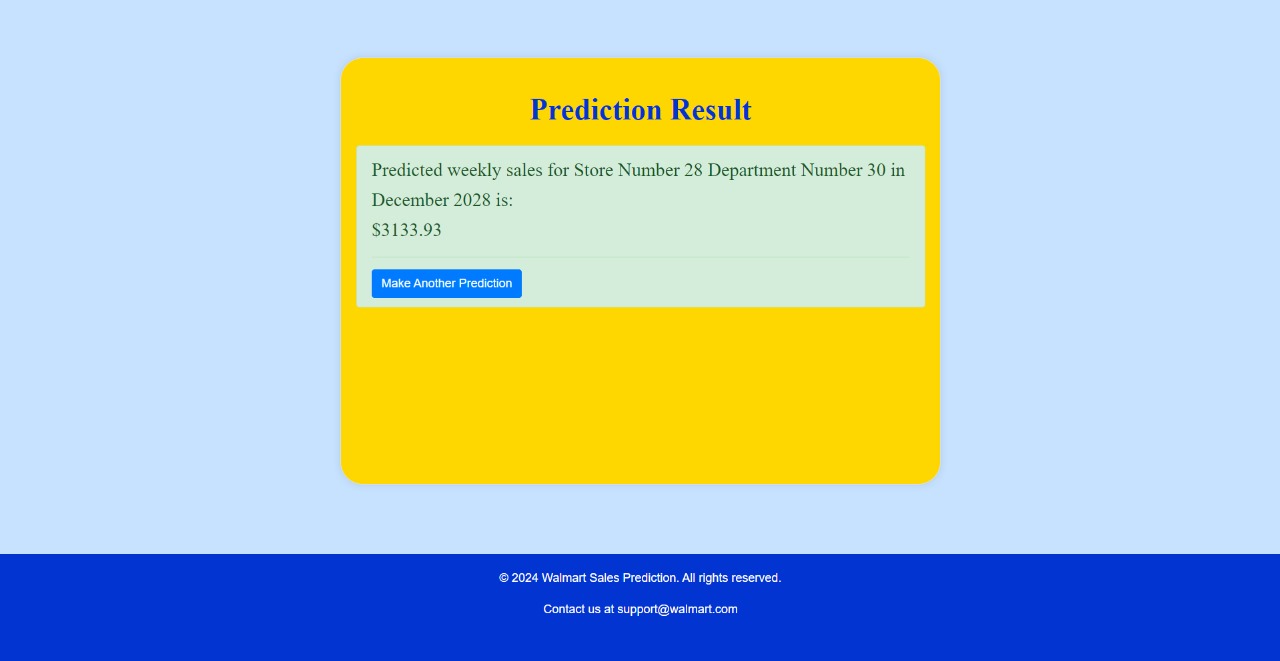 Prediction Result
Predicted weekly sales for Store Number 28 Department Number 30 in
December 2028 is:
$3133.93
Make Another Prediction
© 2024 Walmart Sales Prediction. All rights reserved.
Contact us at support@walmart.com